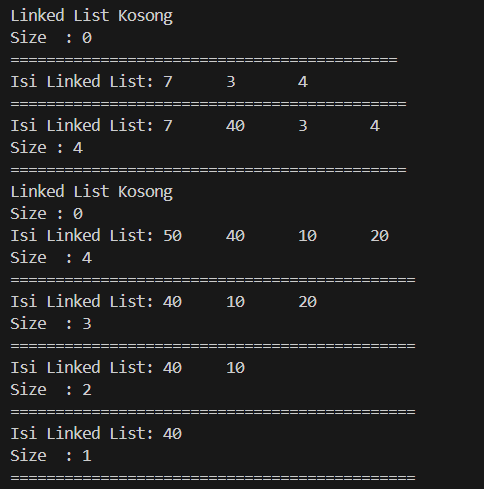 Linked List Kosong
Size  : 0
===========================================
Isi Linked List: 7      3       4
============================================
Isi Linked List: 7      40      3       4
Size : 4
============================================
Linked List Kosong
Size : 0
Isi Linked List: 50     40      10      20
Size  : 4
=============================================
Isi Linked List: 40     10      20
Size  : 3
=============================================
Isi Linked List: 40     10
Size  : 2
=============================================
Isi Linked List: 40
Size  : 1
=============================================